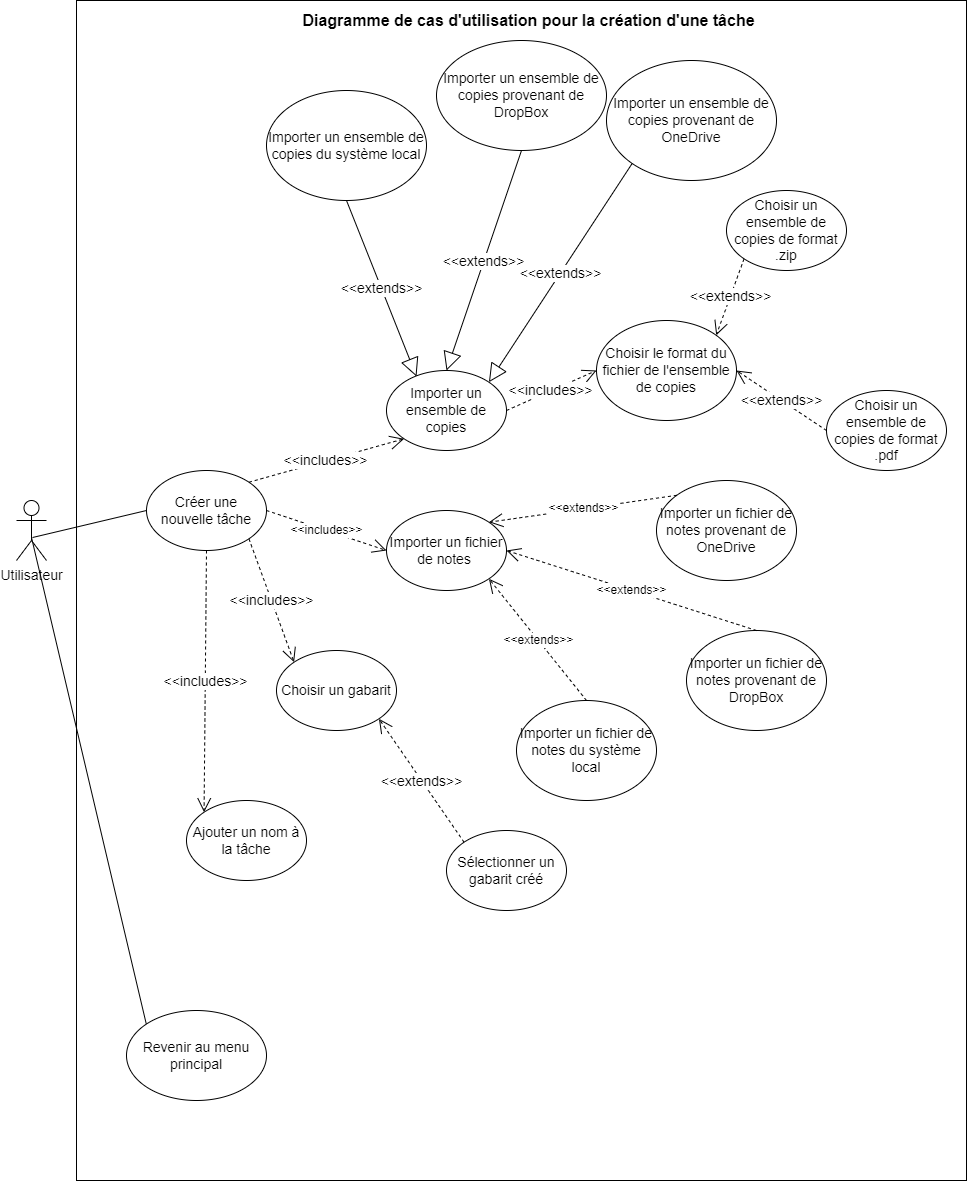 Diagramme de cas d'utilisation pour la création d'une tâche
Importer un ensemble de
copies provenant de
DropBox
Importer un ensemble de
copies provenant de
OneDrive
Importer un ensemble de
copies du système local
Choisir un
ensemble de
copies de format
.zip
<<extends>>
<<extends>>
<<extends>>
<<extends>>
Choisir le format du
fichier de l'ensemble
de copies
<<includes>>
Importer un
ensemble de
copies
<<extends>>
Choisir un
ensemble de
copies de format
.pdf
<<includes>>
Créer une
nouvelle tâche
<<includes>>
<<extends>>
Importer un fichier de
notes provenant de
OneDrive
Importer un fichier
de notes
Utilisateur
<<includes>>
<<extends>>
<<extends>>
Importer un fichier de
notes provenant de
DropBox
<<includes>>
Choisir un gabarit
Importer un fichier de
notes du système
local
<<extends>>
Ajouter un nom à
la tâche
Sélectionner un
gabarit créé
Revenir au menu
principal